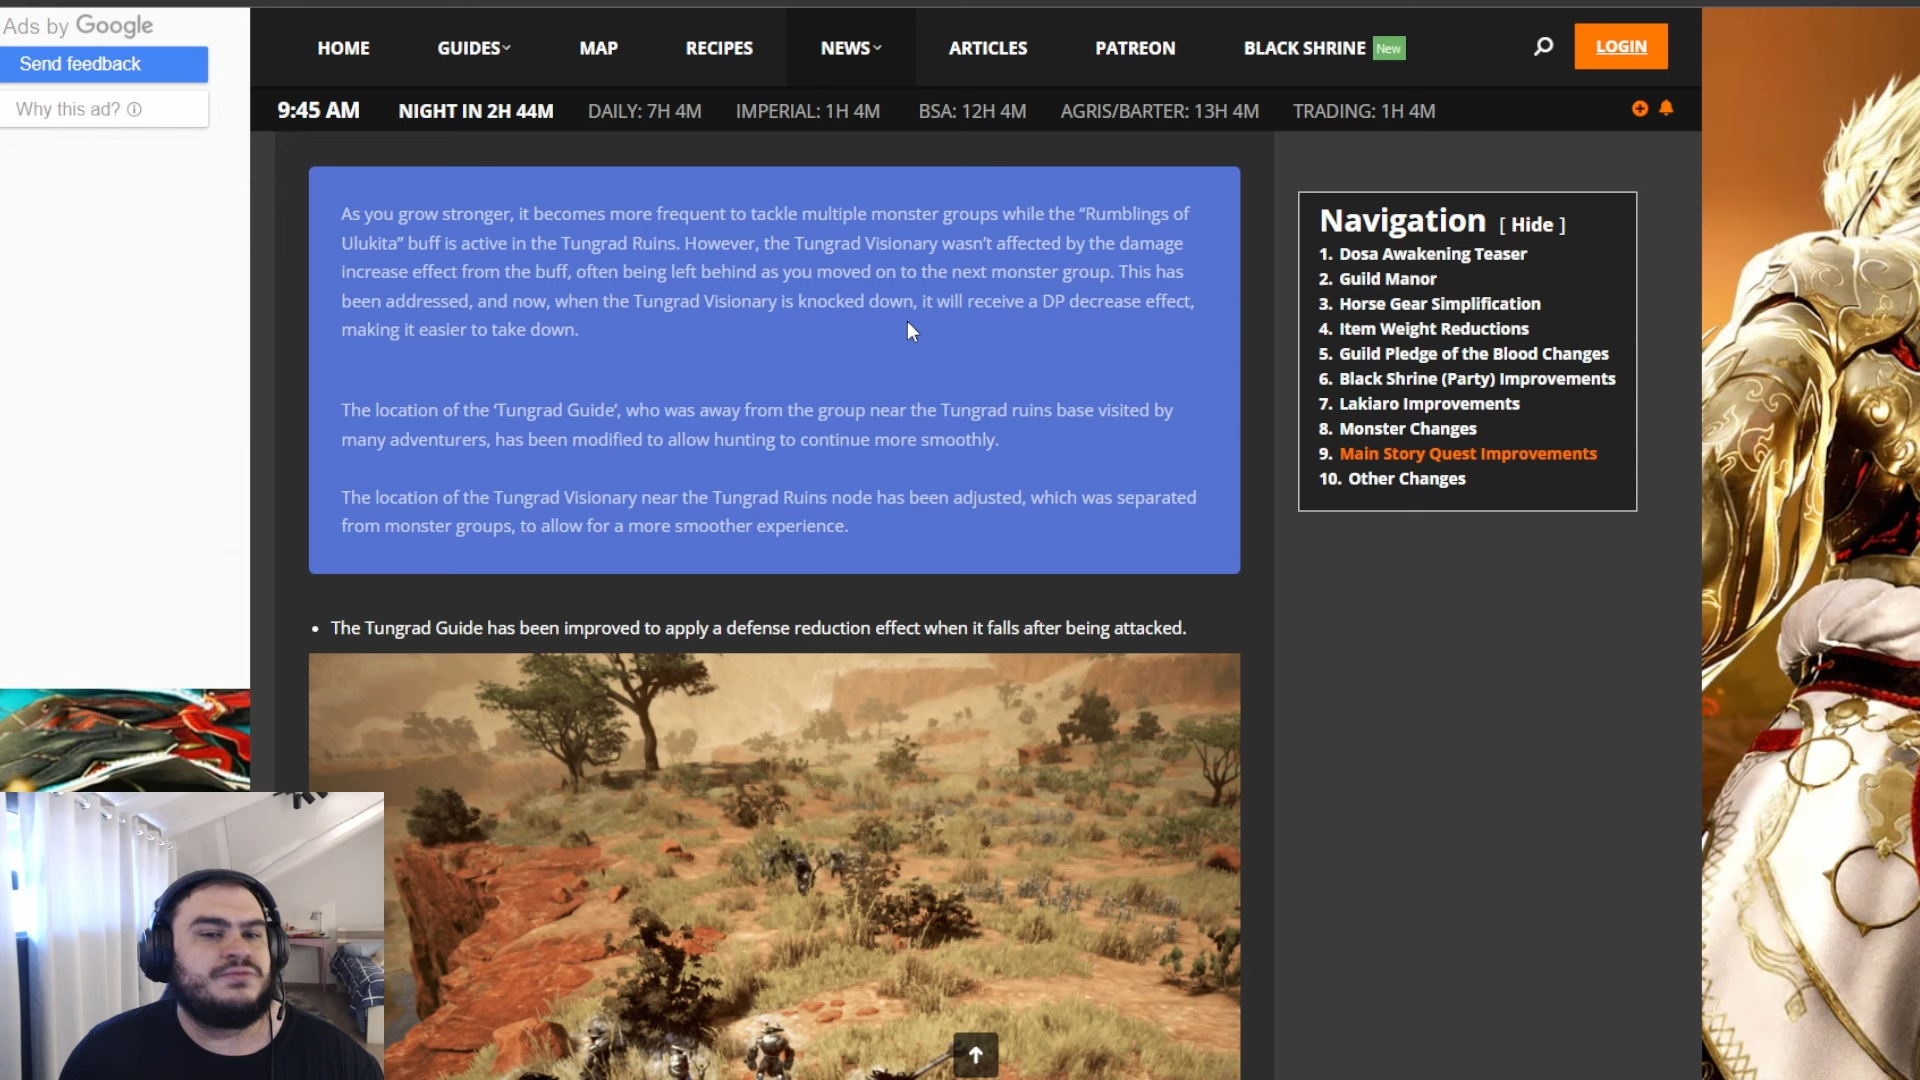 Ads by Google
Send feedback
Why this ad?
HOME GUIDES MAP RECIPES NEWS ARTICLES PATREON BLACK SHRINE New LOGIN
9:45 AM NIGHT IN 2H 44M DAILY: 7H 4M IMPERIAL: 1H 4M BSA: 12H 4M AGRIS/BARTER: 13H 4M TRADING: 1H 4M
As you grow stronger, it becomes more frequent to tackle multiple monster groups while the “Rumblings of
Ulukita” buff is active in the Tungrad Ruins. However, the Tungrad Visionary wasn’t affected by the damage
increase effect from the buff, often being left behind as you moved on to the next monster group. This has
been addressed, and now, when the Tungrad Visionary is knocked down, it will receive a DP decrease effect,
making it easier to take down.
The location of the ‘Tungrad Guide’, who was away from the group near the Tungrad ruins base visited by
many adventurers, has been modified to allow hunting to continue more smoothly.
The location of the Tungrad Visionary near the Tungrad Ruins node has been adjusted, which was separated
from monster groups, to allow for a more smoother experience.
• The Tungrad Guide has been improved to apply a defense reduction effect when it falls after being attacked.
Navigation [ Hide ]
1. Dosa Awakening Teaser
2. Guild Manor
3. Horse Gear Simplification
4. Item Weight Reductions
5. Guild Pledge of the Blood Changes
6. Black Shrine (Party) Improvements
7. Lakiaro Improvements
8. Monster Changes
9. Main Story Quest Improvements
10. Other Changes